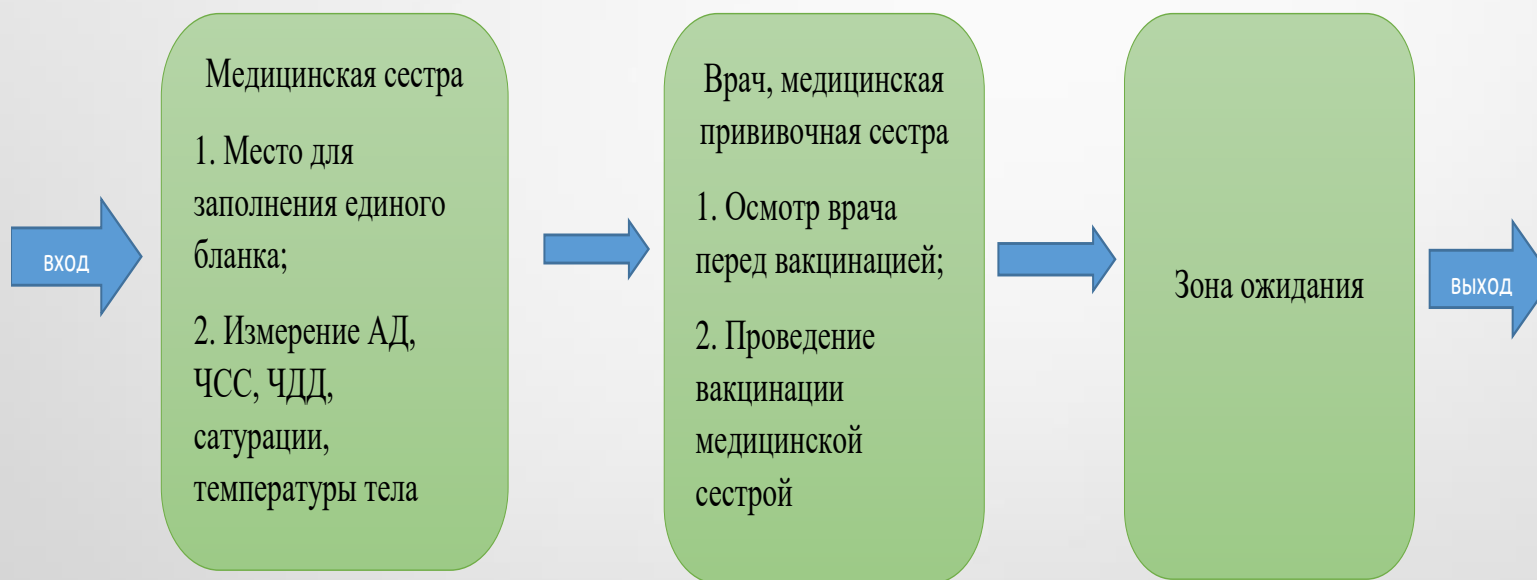 вход
Медицинская сестра
1. Место для
заполнения единого
бланка;
2. Измерение АД,
ЧСС, ЧДД,
сатурации,
температуры тела
Врач, медицинская
прививочная сестра
1. Осмотр врача
перед вакцинацией;
2. Проведение
вакцинации
медицинской
сестрой
Зона ожидания
выход